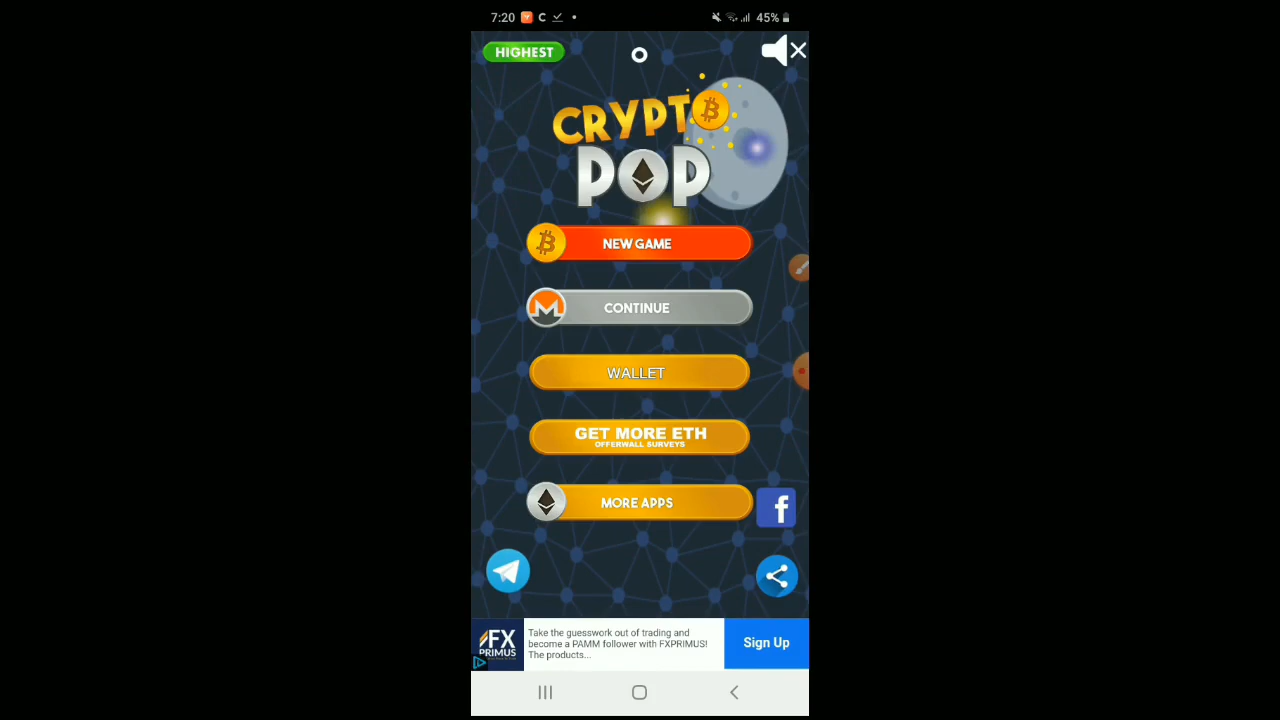 7:20 C 45%
HIGHEST
CRYPTO
POP
NEW GAME
CONTINUE
WALLET
GET MORE ETH
OFFERWALL SURVEYS
MORE APPS
FX
PRIMUS
Take the guesswork out of trading and
become a PAMM follower with FXPRIMUS!
The products...
Sign Up